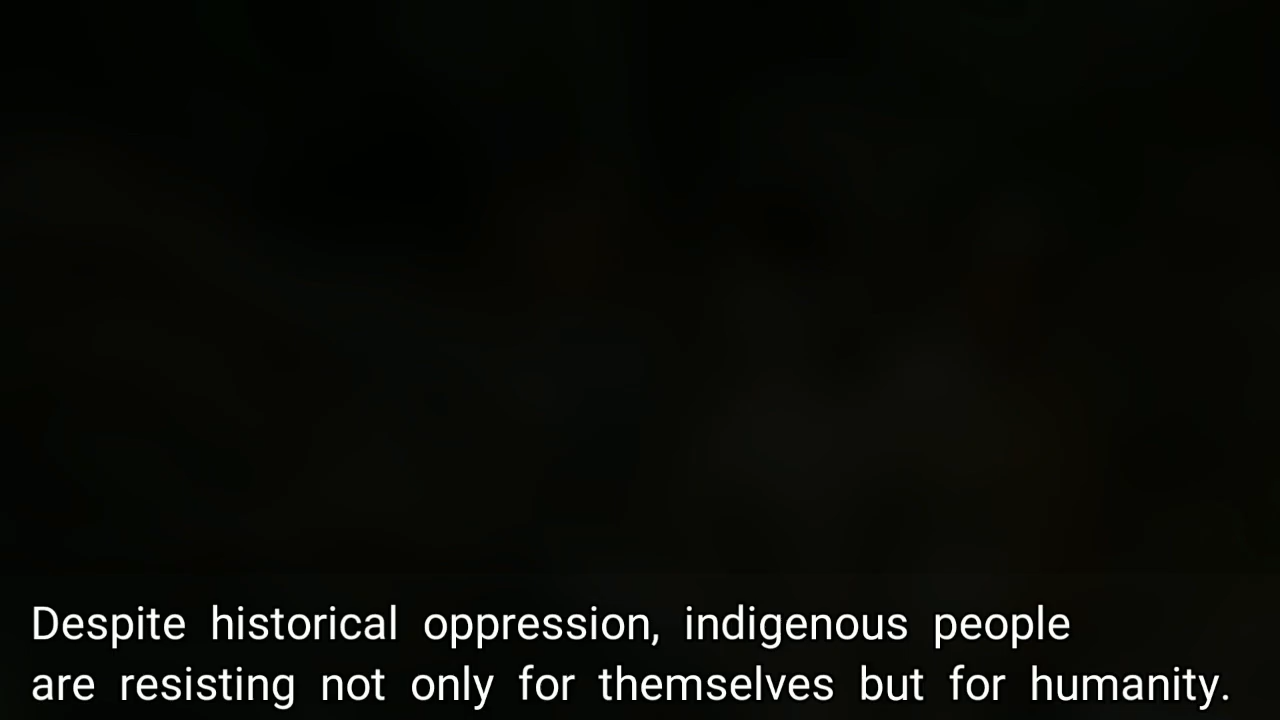 Despite historical oppression, indigenous people
are resisting not only for themselves but for humanity.